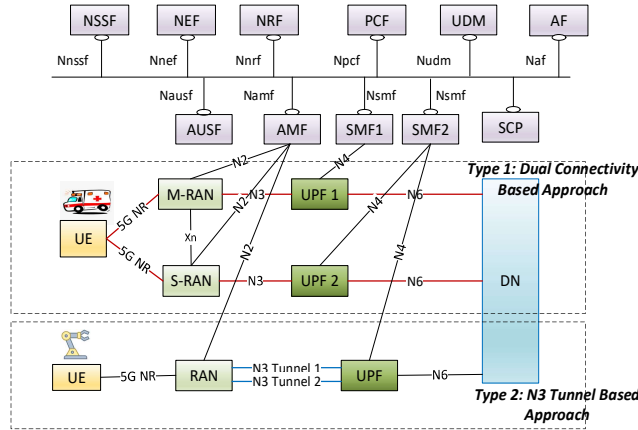 NSSF NEF NRF PCF UDM AF
Nnssf Nnef Nnrf Npcf Nudm Naf
Nausf Namf Nsmf Nsmf
AUSF AMF SMF1 SMF2 SCP
Type 1: Dual Connectivity
Based Approach
N2 N4
M-RAN N3 UPF 1 N6
5G NR N2 N4
UE Xn N2 N4
5G NR
S-RAN N3 UPF 2 N6 DN
UE 5G NR RAN N3 Tunnel 1 UPF N6
N3 Tunnel 2
Type 2: N3 Tunnel Based
Approach